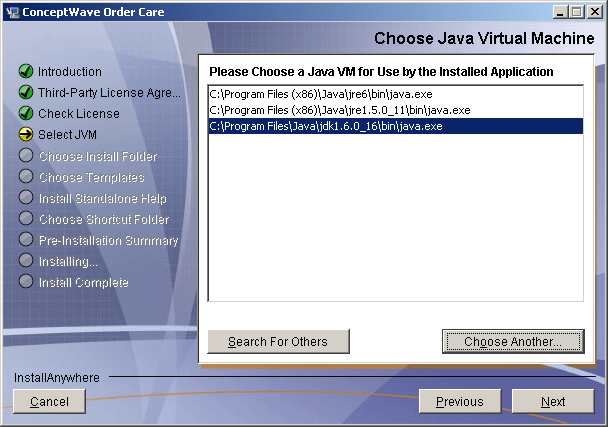 ConceptWave Order Care
Choose Java Virtual Machine
Introduction
Third-Party License Agre...
Check License
Select JVM
Choose Install Folder
Choose Templates
Install Standalone Help
Choose Shortcut Folder
Pre-Installation Summary
Installing...
Install Complete
Please Choose a Java VM for Use by the Installed Application
C:\Program Files (x86)\Java\jre6\bin\java.exe
C:\Program Files (x86)\Java\jre1.5.0_11\bin\java.exe
C:\Program Files\Java\jdk1.6.0_16\bin\java.exe
Search For Others
Choose Another...
InstallAnywhere
Cancel
Previous
Next